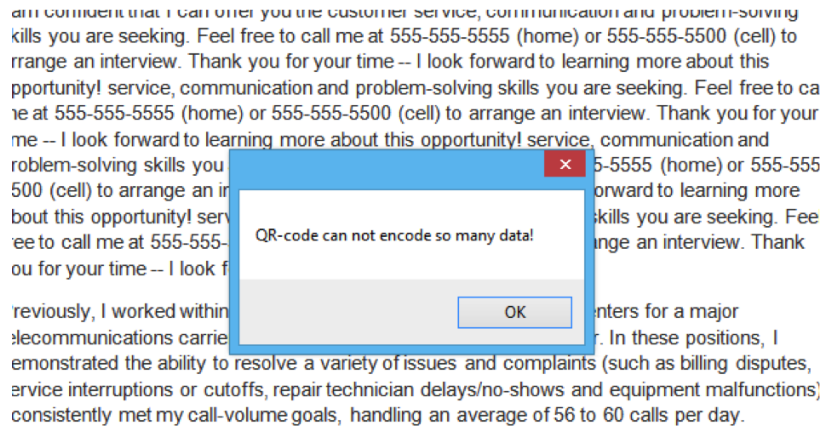 am confident that I can offer you the customer service, communication and problem-solving
kills you are seeking. Feel free to call me at 555-555-5555 (home) or 555-555-5500 (cell) to
rrange an interview. Thank you for your time -- I look forward to learning more about this
pportunity! service, communication and problem-solving skills you are seeking. Feel free to ca
ne at 555-555-5555 (home) or 555-555-5500 (cell) to arrange an interview. Thank you for your
me -- I look forward to learning more about this opportunity! service, communication and
roblem-solving skills you 5-5555 (home) or 555-555
500 (cell) to arrange an in orward to learning more
bout this opportunity! serv skills you are seeking. Fee
ree to call me at 555-555- nge an interview. Thank
ou for your time -- I look f
QR-code can not encode so many data!
OK
reviously, I worked within nters for a major
elecommunications carrie r. In these positions, I
emonstrated the ability to resolve a variety of issues and complaints (such as billing disputes,
ervice interruptions or cutoffs, repair technician delays/no-shows and equipment malfunctions)
consistently met my call-volume goals, handling an average of 56 to 60 calls per day.